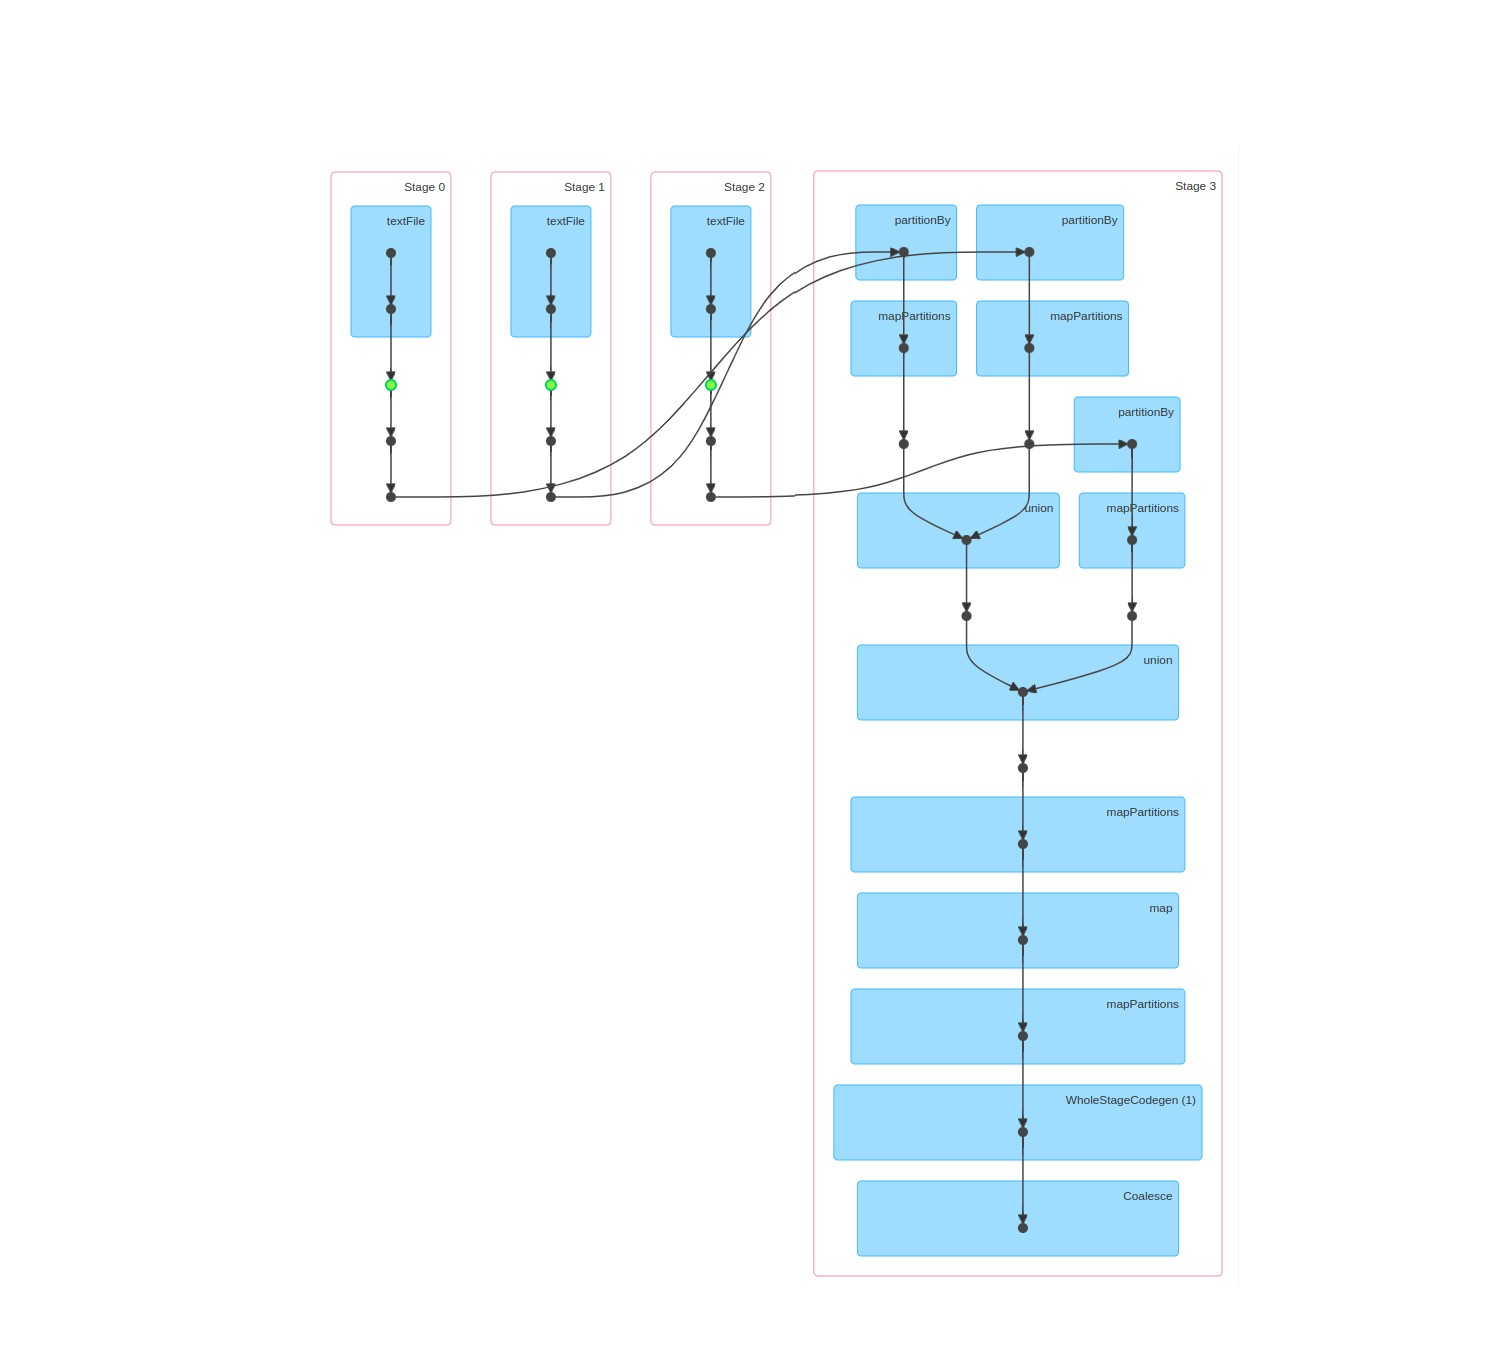 Stage 0
textFile
Stage 1
textFile
Stage 2
textFile
Stage 3
partitionBy
partitionBy
mapPartitions
mapPartitions
partitionBy
union
mapPartitions
union
mapPartitions
map
mapPartitions
WholeStageCodegen (1)
Coalesce